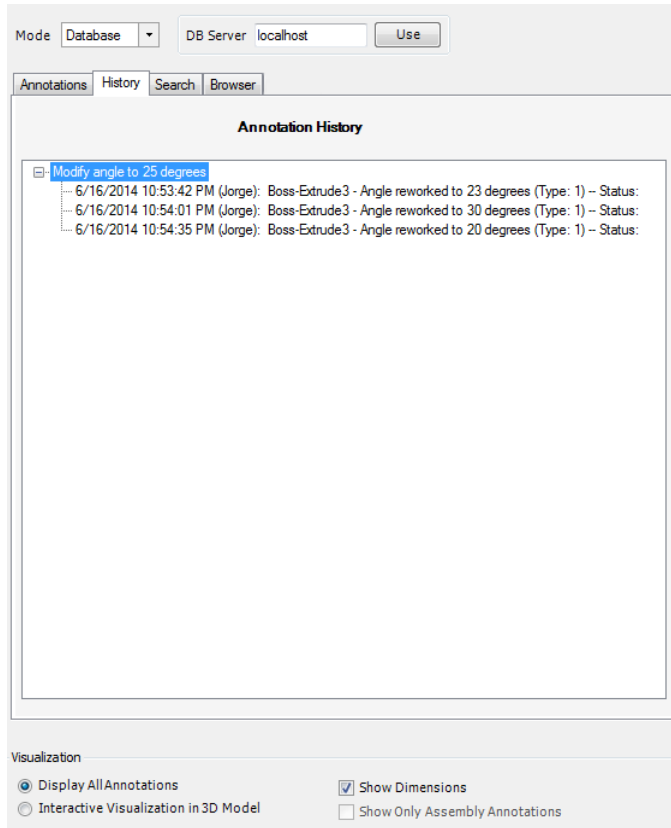 Mode Database DB Server localhost Use
Annotations History Search Browser
Annotation History
Modify angle to 25 degrees
6/16/2014 10:53:42 PM (Jorge): Boss-Extrude3 - Angle reworked to 23 degrees (Type: 1) -- Status:
6/16/2014 10:54:01 PM (Jorge): Boss-Extrude3 - Angle reworked to 30 degrees (Type: 1) -- Status:
6/16/2014 10:54:35 PM (Jorge): Boss-Extrude3 - Angle reworked to 20 degrees (Type: 1) -- Status:
Visualization
Display All Annotations Show Dimensions
Interactive Visualization in 3D Model Show Only Assembly Annotations